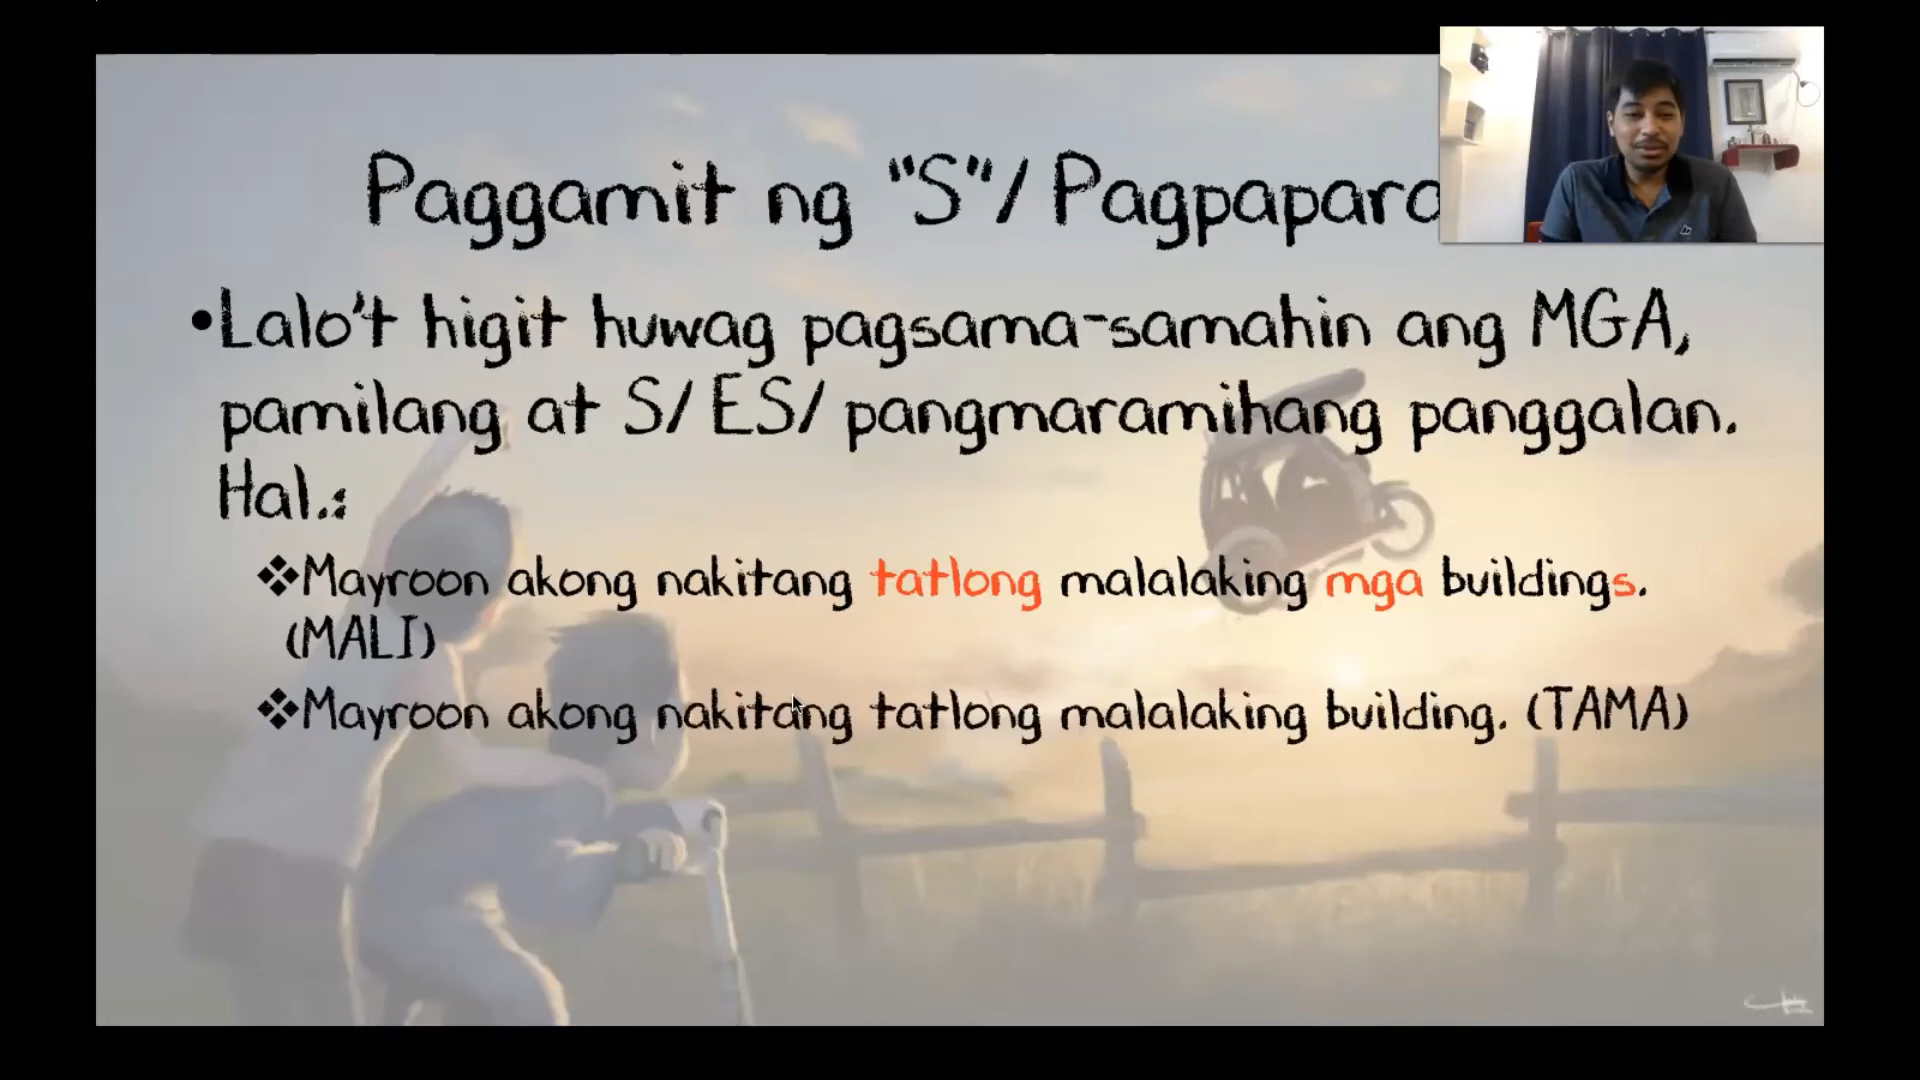 Paggamit ng "S"/ Pagpapara
•Lalo't higit huwag pagsama-samahin ang MGA,
pamilang at S/ ES/ pangmaramihang panggalan.
Hal.:
❖Mayroon akong nakitang tatlong malalaking mga buildings.
(MALI)
❖Mayroon akong nakitang tatlong malalaking building. (TAMA)